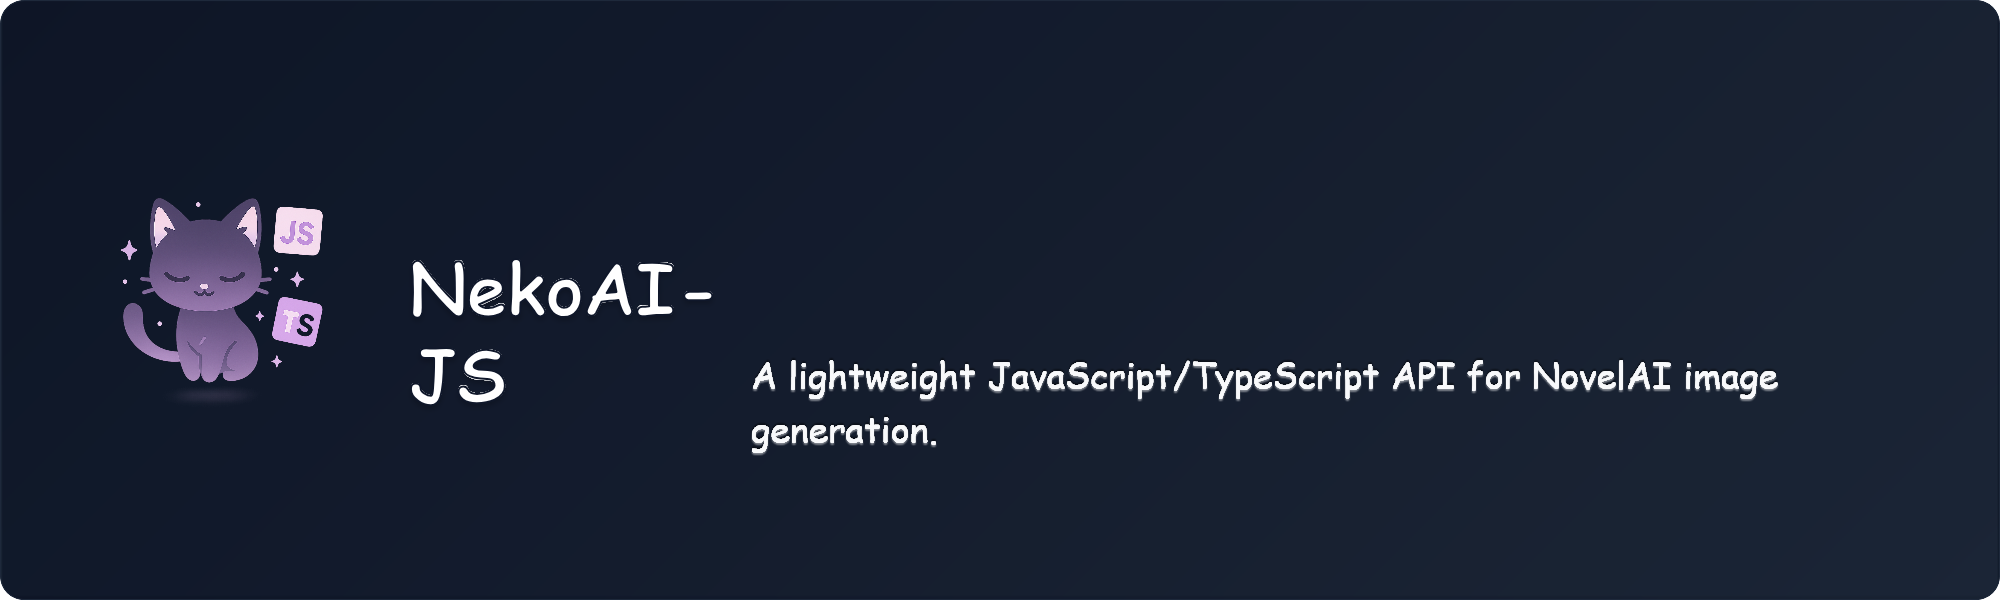 JS
TS
NekoAI-
JS
A lightweight JavaScript/TypeScript API for NovelAI image
generation.